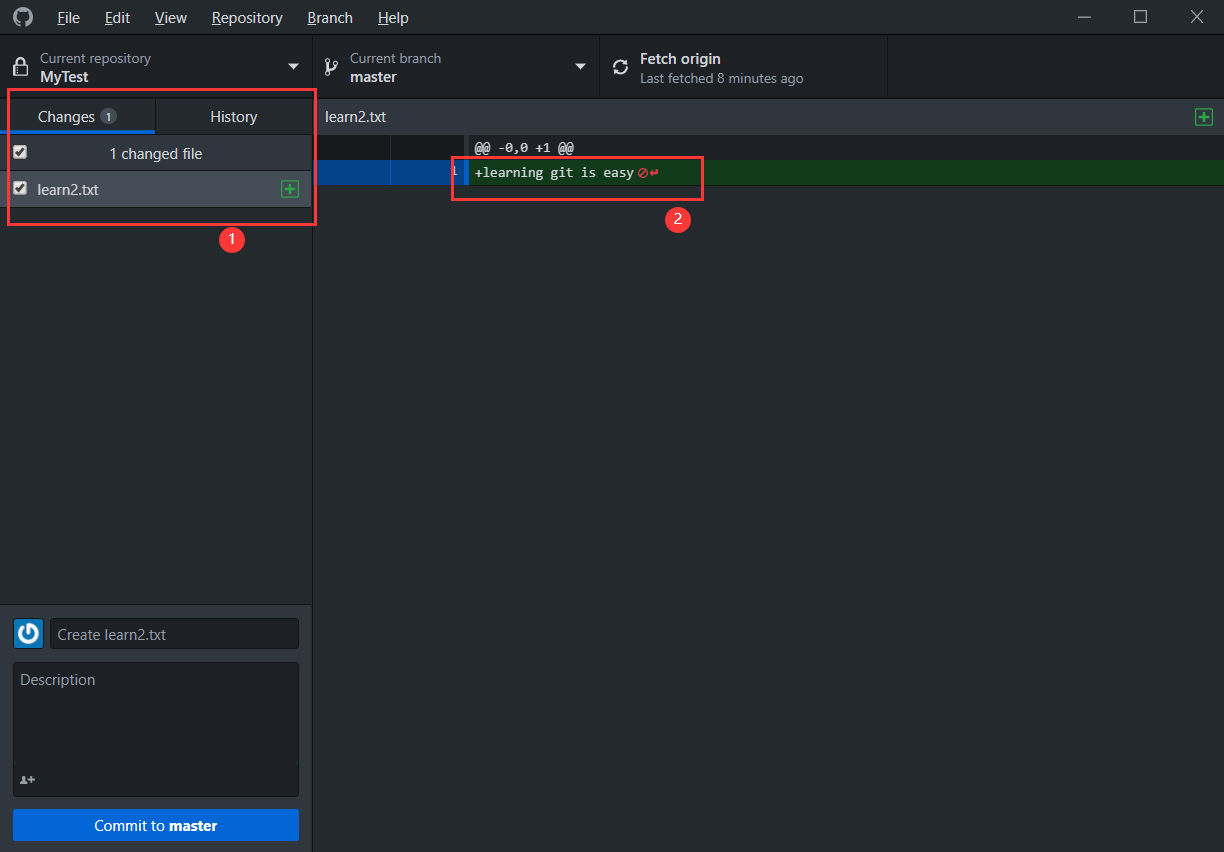 File Edit View Repository Branch Help
Current repository
MyTest
Current branch
master
Fetch origin
Last fetched 8 minutes ago
Changes 1
History
learn2.txt
1 changed file
@@ -0,0 +1 @@
learn2.txt
1 +learning git is easy
1
2
Create learn2.txt
Description
Commit to master